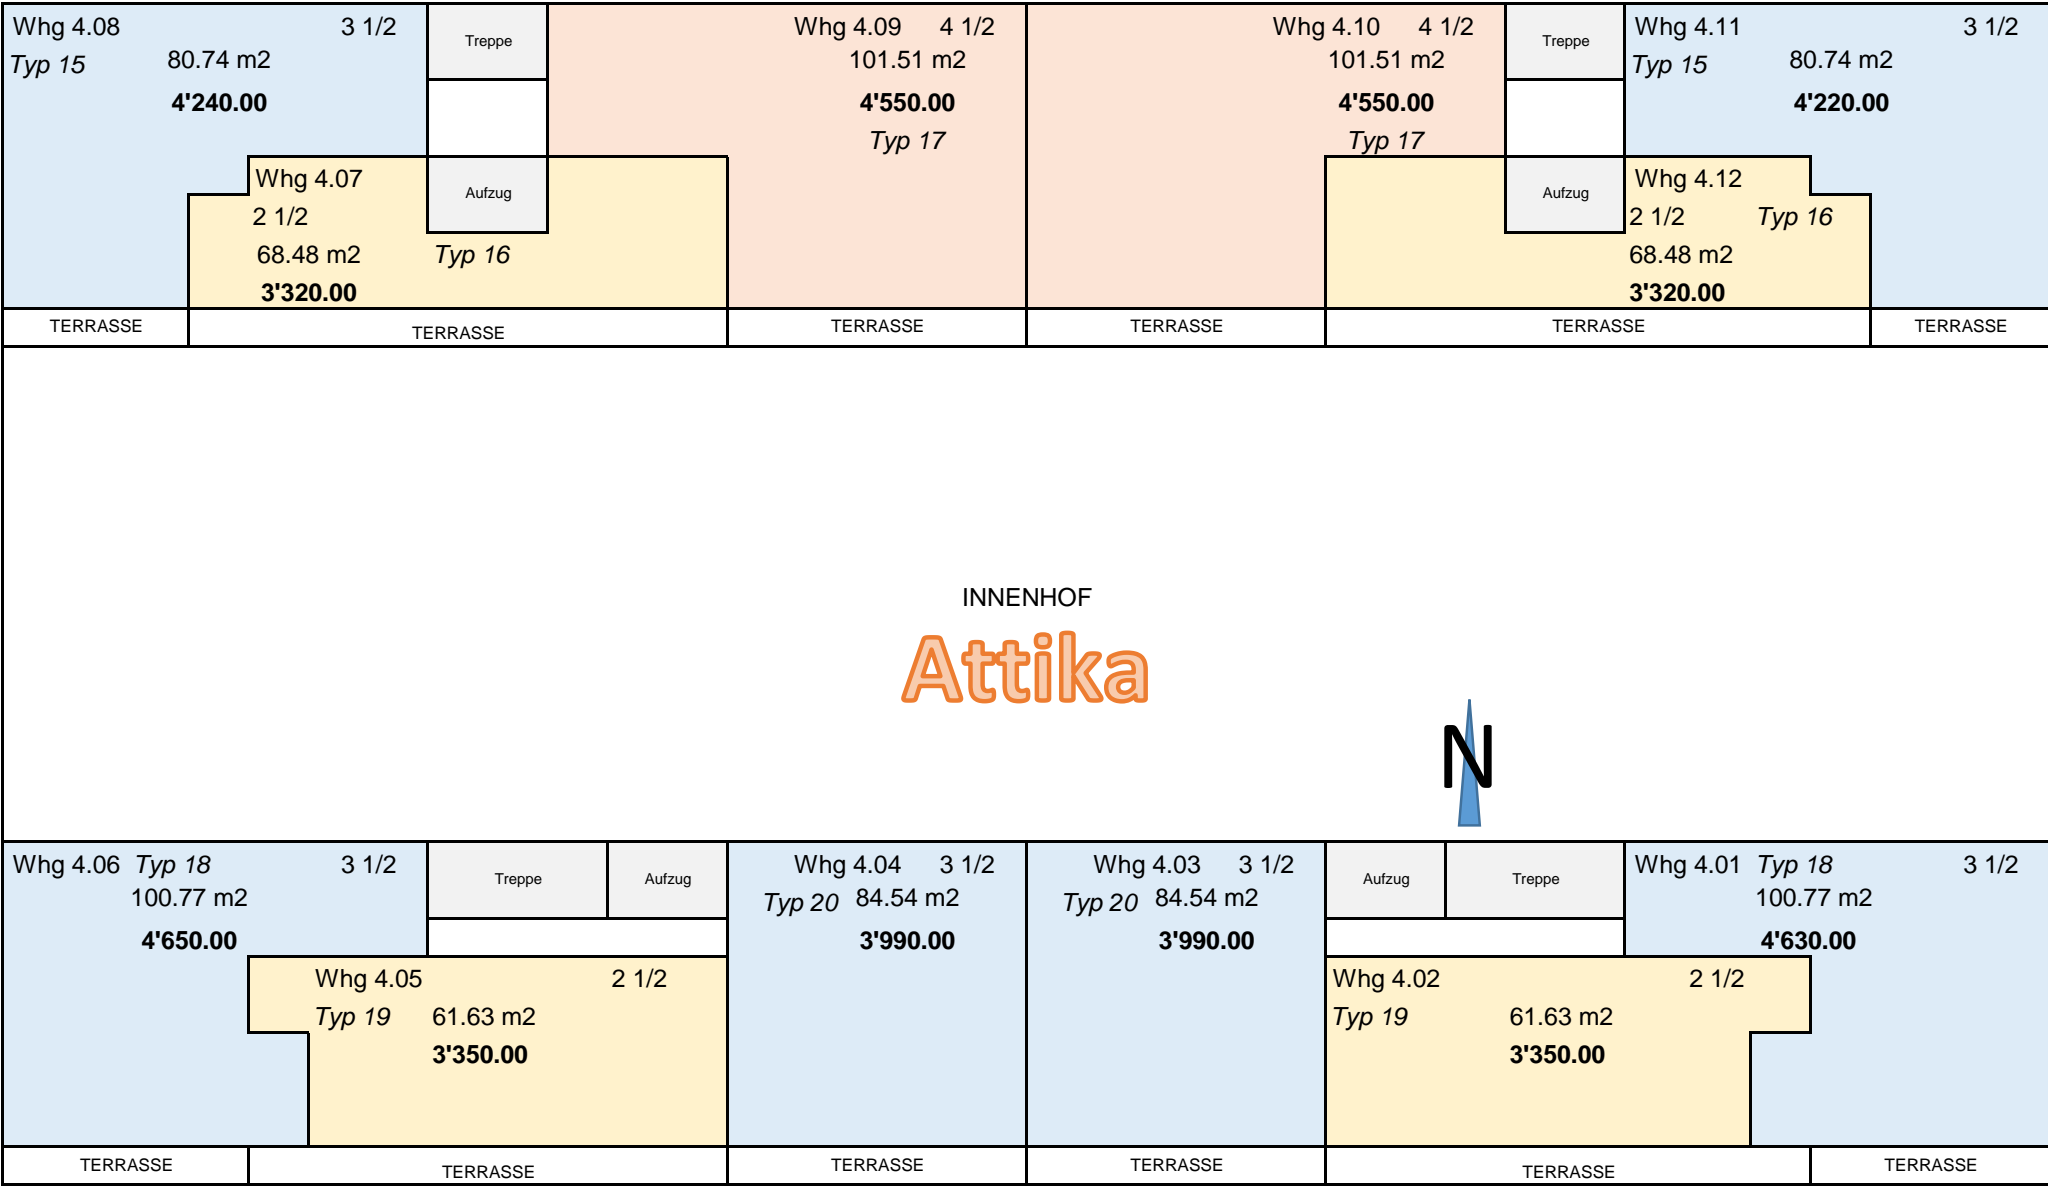 Whg 4.08 3 1/2
Typ 15 80.74 m2
4'240.00
Treppe
Whg 4.09 4 1/2
101.51 m2
4'550.00
Typ 17
Whg 4.10 4 1/2
101.51 m2
4'550.00
Typ 17
Treppe
Whg 4.11 3 1/2
Typ 15 80.74 m2
4'220.00
Whg 4.07
2 1/2
68.48 m2 Typ 16
3'320.00
Aufzug
Aufzug
Whg 4.12
2 1/2 Typ 16
68.48 m2
3'320.00
TERRASSE TERRASSE TERRASSE TERRASSE TERRASSE TERRASSE
INNENHOF
Attika
N
Whg 4.06 Typ 18 3 1/2
100.77 m2
4'650.00
Treppe
Aufzug
Whg 4.04 3 1/2
Typ 20 84.54 m2
3'990.00
Whg 4.03 3 1/2
Typ 20 84.54 m2
3'990.00
Aufzug
Treppe
Whg 4.01 Typ 18 3 1/2
100.77 m2
4'630.00
Whg 4.05 2 1/2
Typ 19 61.63 m2
3'350.00
Whg 4.02 2 1/2
Typ 19 61.63 m2
3'350.00
TERRASSE TERRASSE TERRASSE TERRASSE TERRASSE TERRASSE